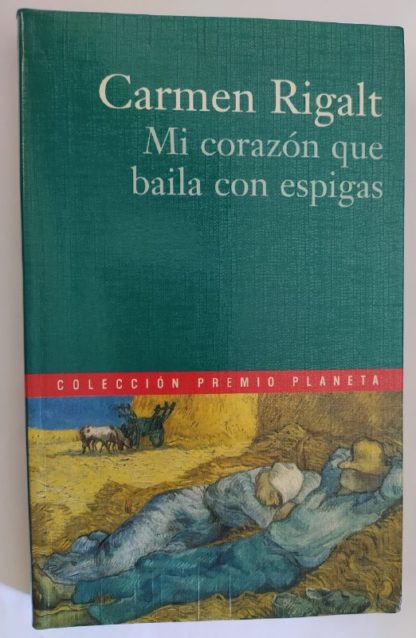 Carmen Rigalt
Mi corazón que
baila con espigas
COLECCIÓN PREMIO PLANETA